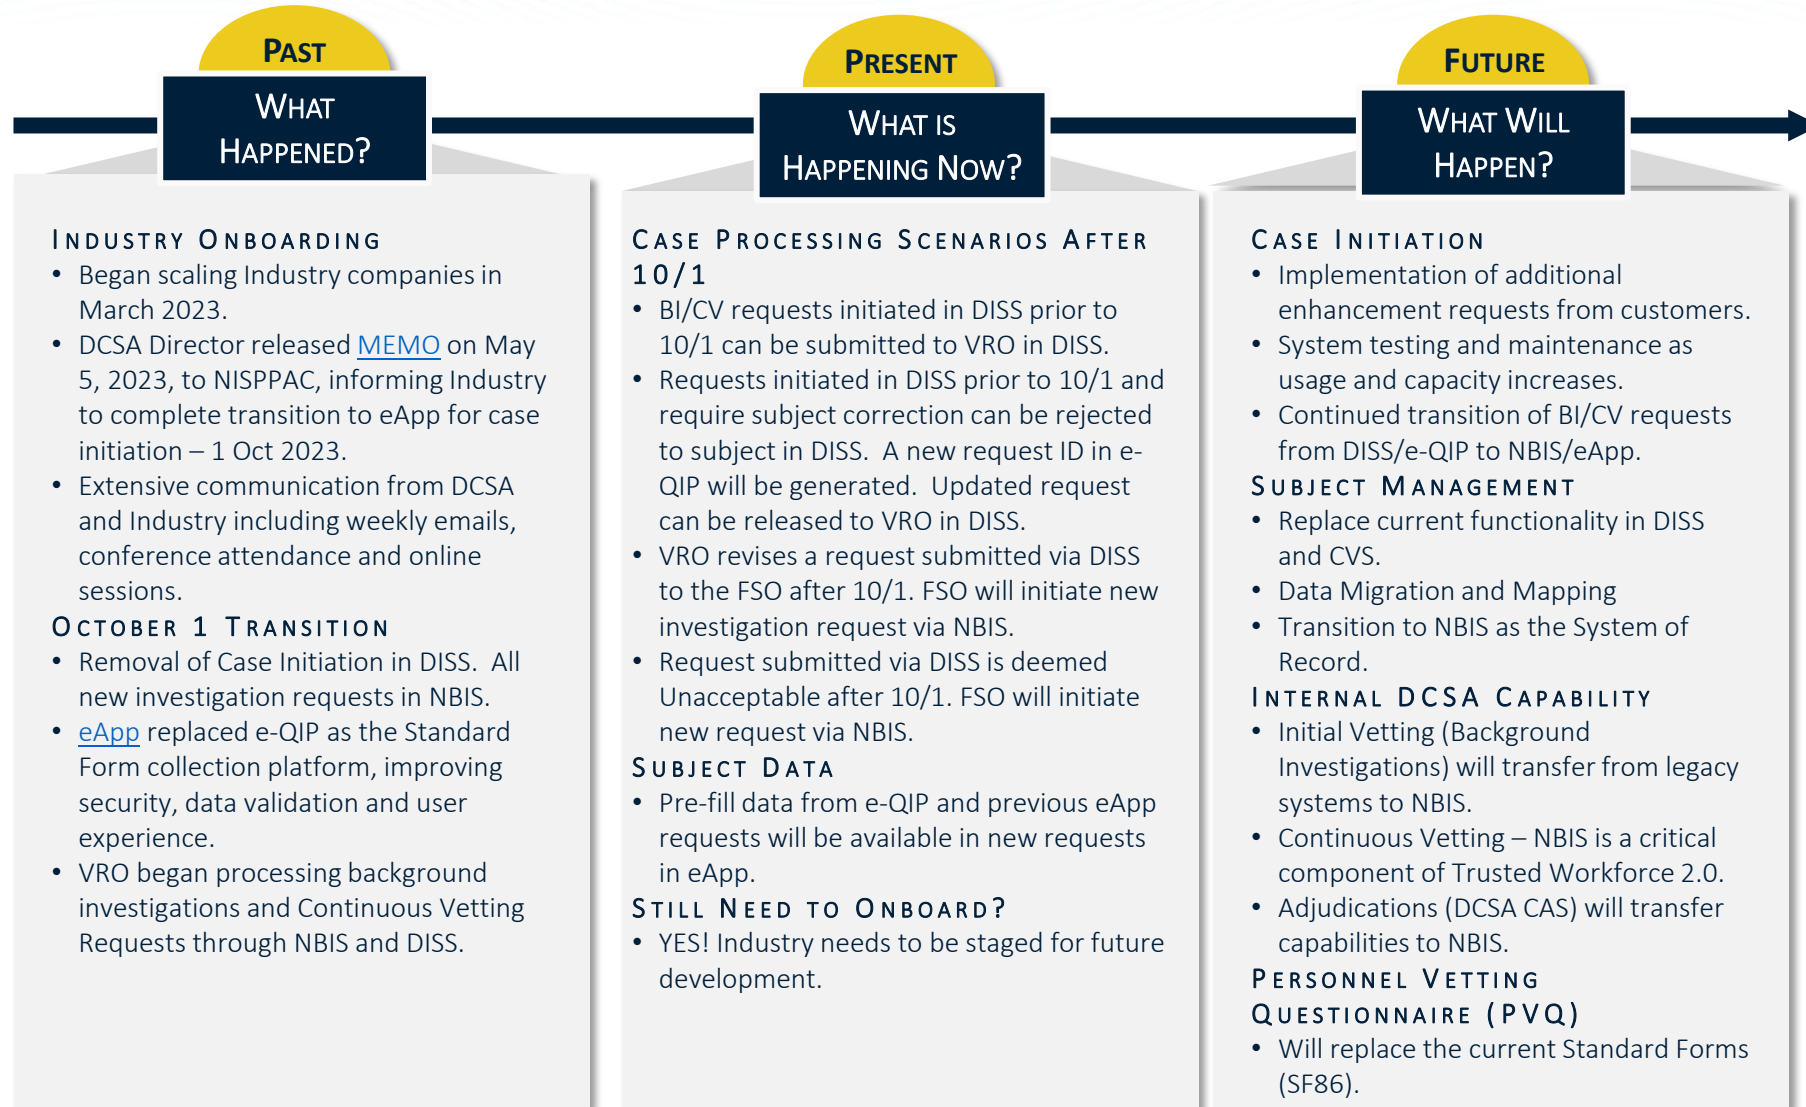 PAST
WHAT
HAPPENED?
INDUSTRY ONBOARDING
• Began scaling Industry companies in
March 2023.
• DCSA Director released MEMO on May
5, 2023, to NISPPAC, informing Industry
to complete transition to eApp for case
initiation – 1 Oct 2023.
• Extensive communication from DCSA
and Industry including weekly emails,
conference attendance and online
sessions.
OCTOBER 1 TRANSITION
• Removal of Case Initiation in DISS.  All
new investigation requests in NBIS.
• eApp replaced e-QIP as the Standard
Form collection platform, improving
security, data validation and user
experience.
• VRO began processing background
investigations and Continuous Vetting
Requests through NBIS and DISS.
PRESENT
WHAT IS
HAPPENING NOW?
CASE PROCESSING SCENARIOS AFTER
10/1
• BI/CV requests initiated in DISS prior to
10/1 can be submitted to VRO in DISS.
• Requests initiated in DISS prior to 10/1 and
require subject correction can be rejected
to subject in DISS.  A new request ID in e-
QIP will be generated.  Updated request
can be released to VRO in DISS.
• VRO revises a request submitted via DISS
to the FSO after 10/1. FSO will initiate new
investigation request via NBIS.
• Request submitted via DISS is deemed
Unacceptable after 10/1. FSO will initiate
new request via NBIS.
SUBJECT DATA
• Pre-fill data from e-QIP and previous eApp
requests will be available in new requests
in eApp.
STILL NEED TO ONBOARD?
• YES! Industry needs to be staged for future
development.
FUTURE
WHAT WILL
HAPPEN?
CASE INITIATION
• Implementation of additional
enhancement requests from customers.
• System testing and maintenance as
usage and capacity increases.
• Continued transition of BI/CV requests
from DISS/e-QIP to NBIS/eApp.
SUBJECT MANAGEMENT
• Replace current functionality in DISS
and CVS.
• Data Migration and Mapping
• Transition to NBIS as the System of
Record.
INTERNAL DCSA CAPABILITY
• Initial Vetting (Background
Investigations) will transfer from legacy
systems to NBIS.
• Continuous Vetting – NBIS is a critical
component of Trusted Workforce 2.0.
• Adjudications (DCSA CAS) will transfer
capabilities to NBIS.
PERSONNEL VETTING
QUESTIONNAIRE (PVQ)
• Will replace the current Standard Forms
(SF86).